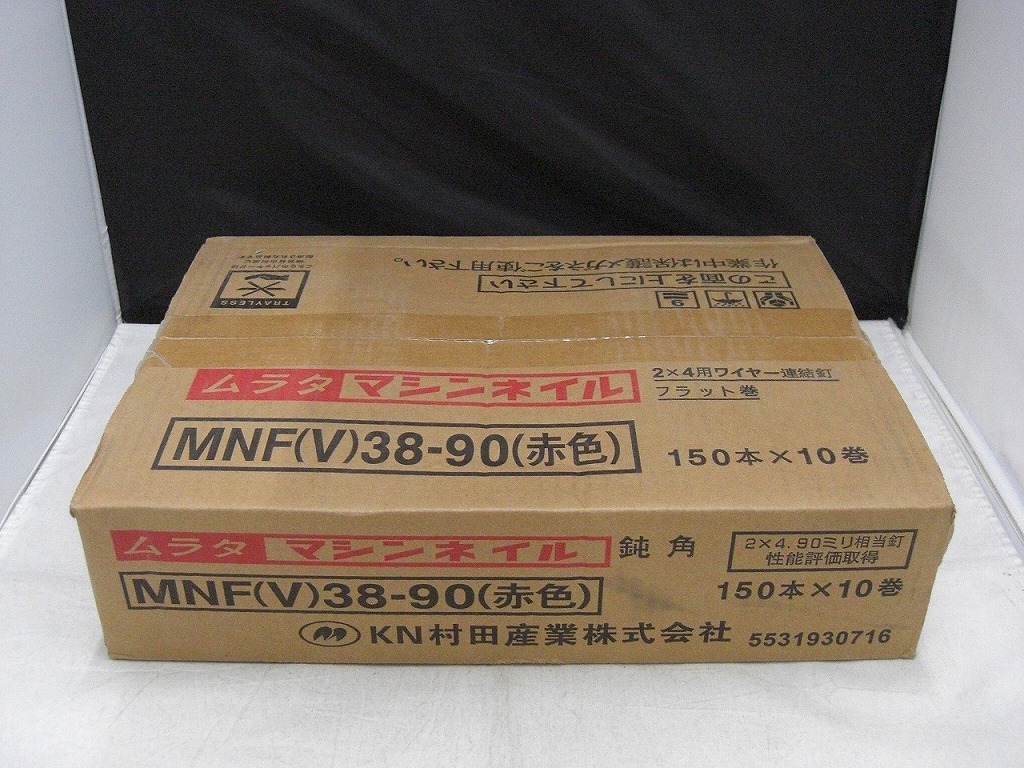 作業中は保護メガネをご使用下さい。
この面を上にして下さい
9
TRAYLESS
ムラタ マシンネイル
2×4用ワイヤー連結釘
フラット巻
MNF(V)38-90(赤色)
150本×10巻
ムラタ マシンネイル 鈍角
2×4.90ミリ相当釘
性能評価取得
MNF(V)38-90(赤色)
150本×10巻
KN村田産業株式会社 5531930716